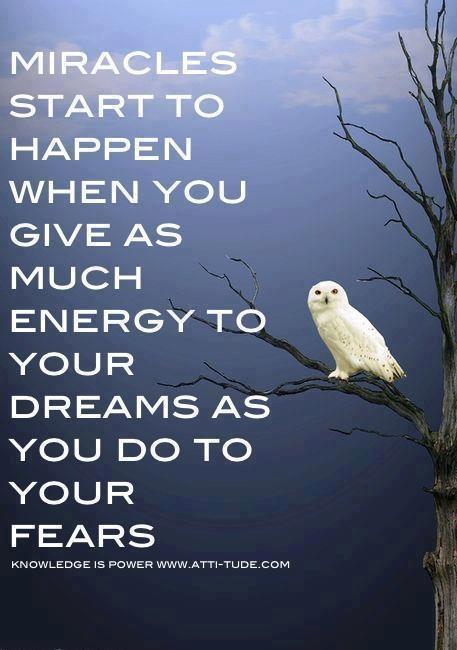 MIRACLES
START TO
HAPPEN
WHEN YOU
GIVE AS
MUCH
ENERGY TO
YOUR
DREAMS AS
YOU DO TO
YOUR
FEARS
KNOWLEDGE IS POWER WWW.ATTI-TUDE.COM